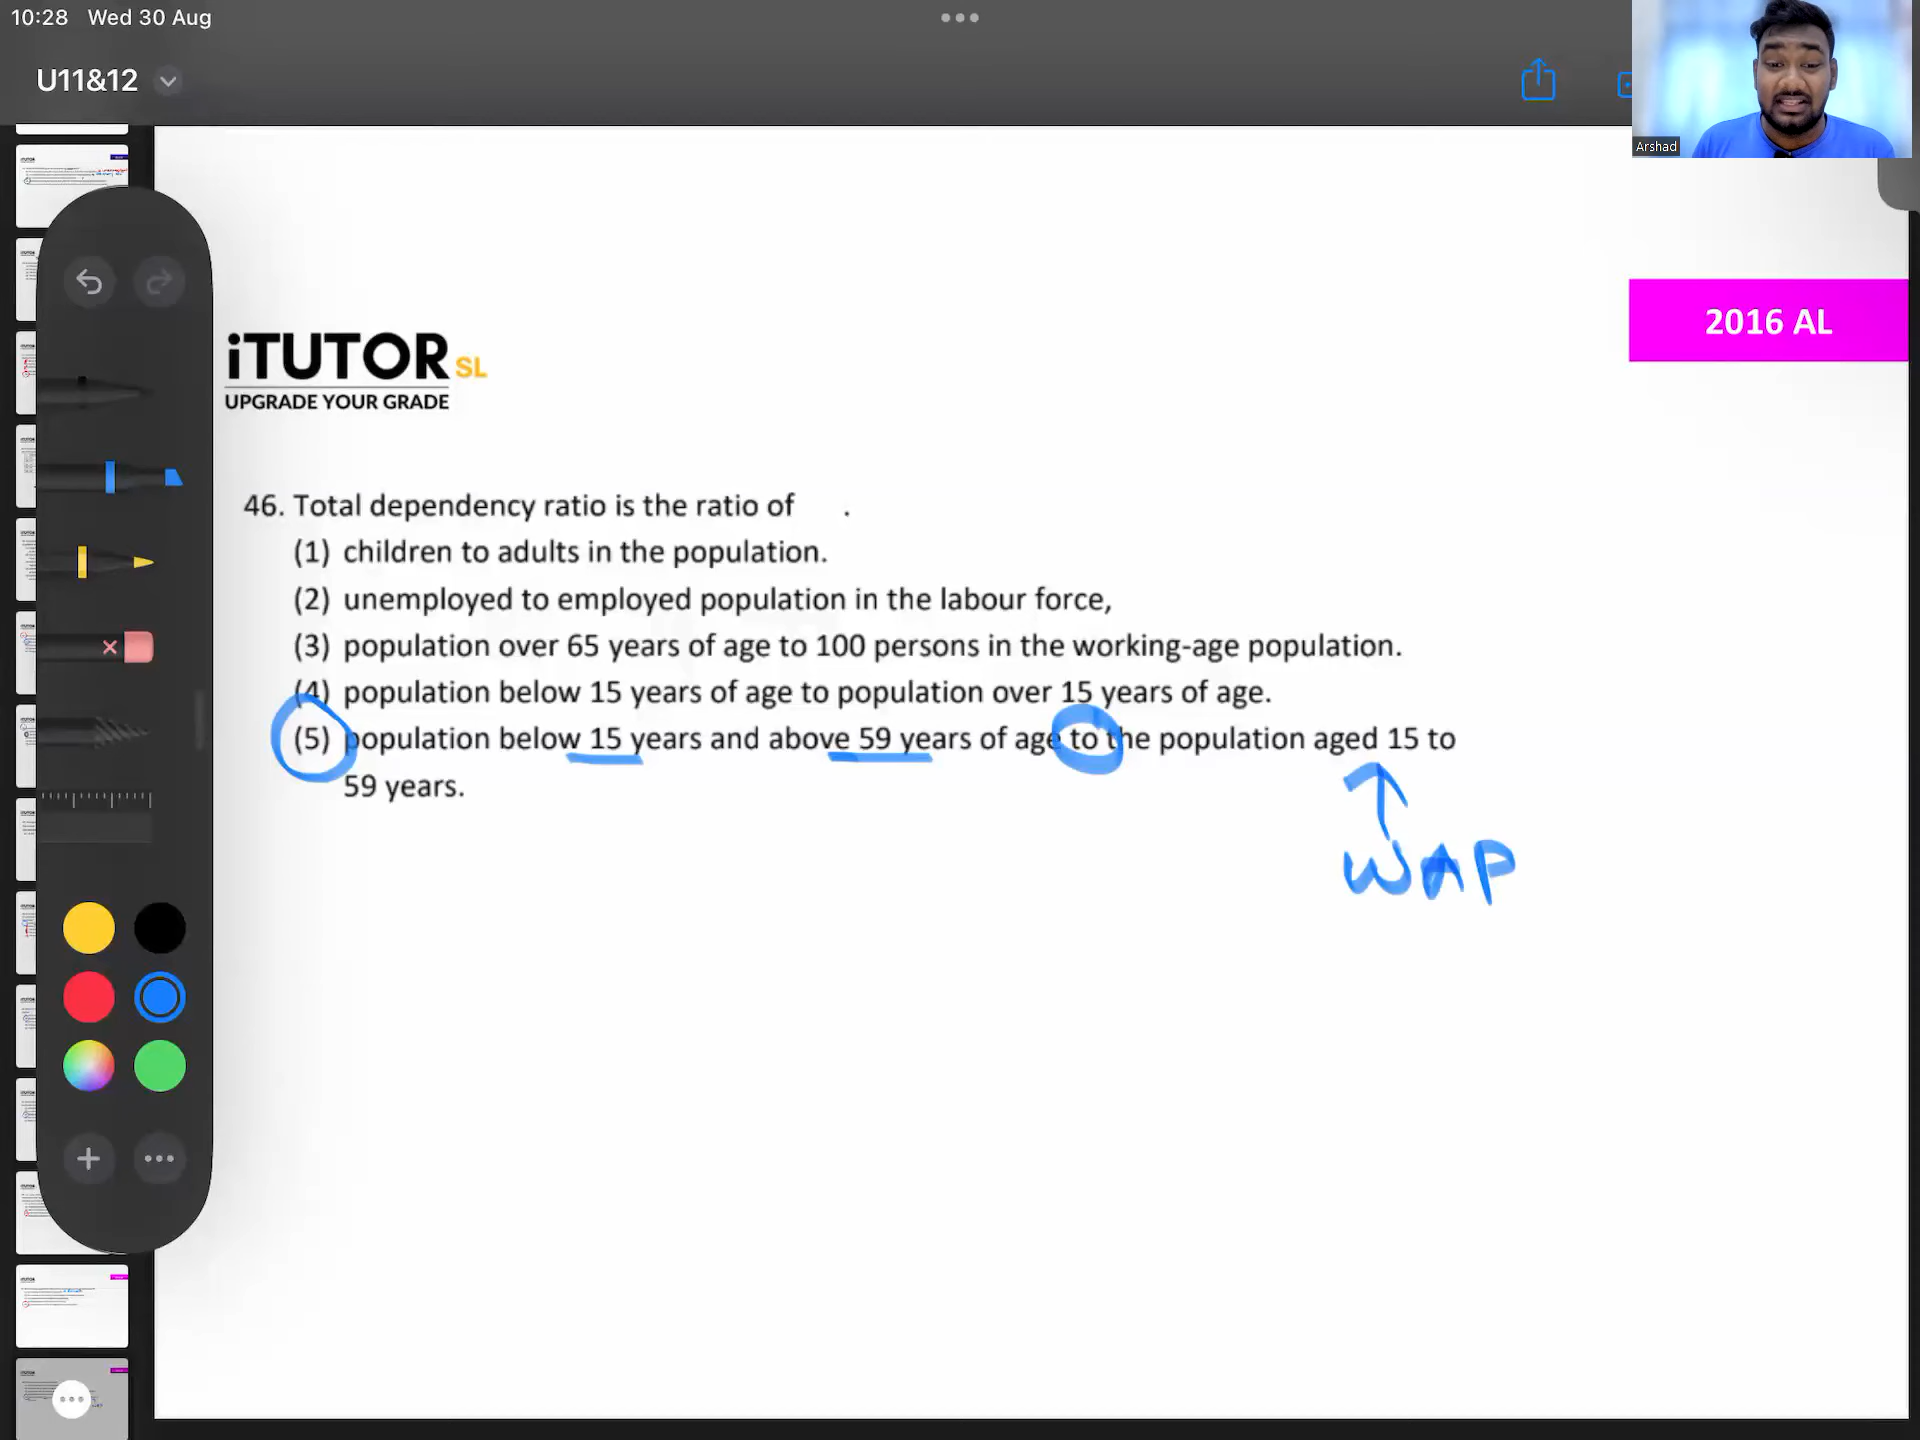 10:28 Wed 30 Aug
U11&12
Arshad
2016 AL
iTUTOR SL
UPGRADE YOUR GRADE
46. Total dependency ratio is the ratio of .
(1) children to adults in the population.
(2) unemployed to employed population in the labour force,
(3) population over 65 years of age to 100 persons in the working-age population.
(4) population below 15 years of age to population over 15 years of age.
(5) population below 15 years and above 59 years of age to the population aged 15 to
59 years.
WAP